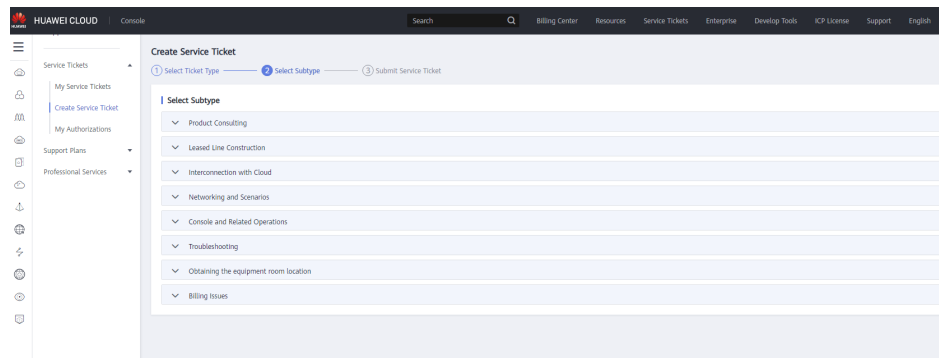 HUAWEI
HUAWEI CLOUD Console Search Billing Center Resources Service Tickets Enterprise Develop Tools ICP License Support English
Service Tickets
My Service Tickets
Create Service Ticket
My Authorizations
Support Plans
Professional Services
Create Service Ticket
1 Select Ticket Type 2 Select Subtype 3 Submit Service Ticket
Select Subtype
Product Consulting
Leased Line Construction
Interconnection with Cloud
Networking and Scenarios
Console and Related Operations
Troubleshooting
Obtaining the equipment room location
Billing Issues